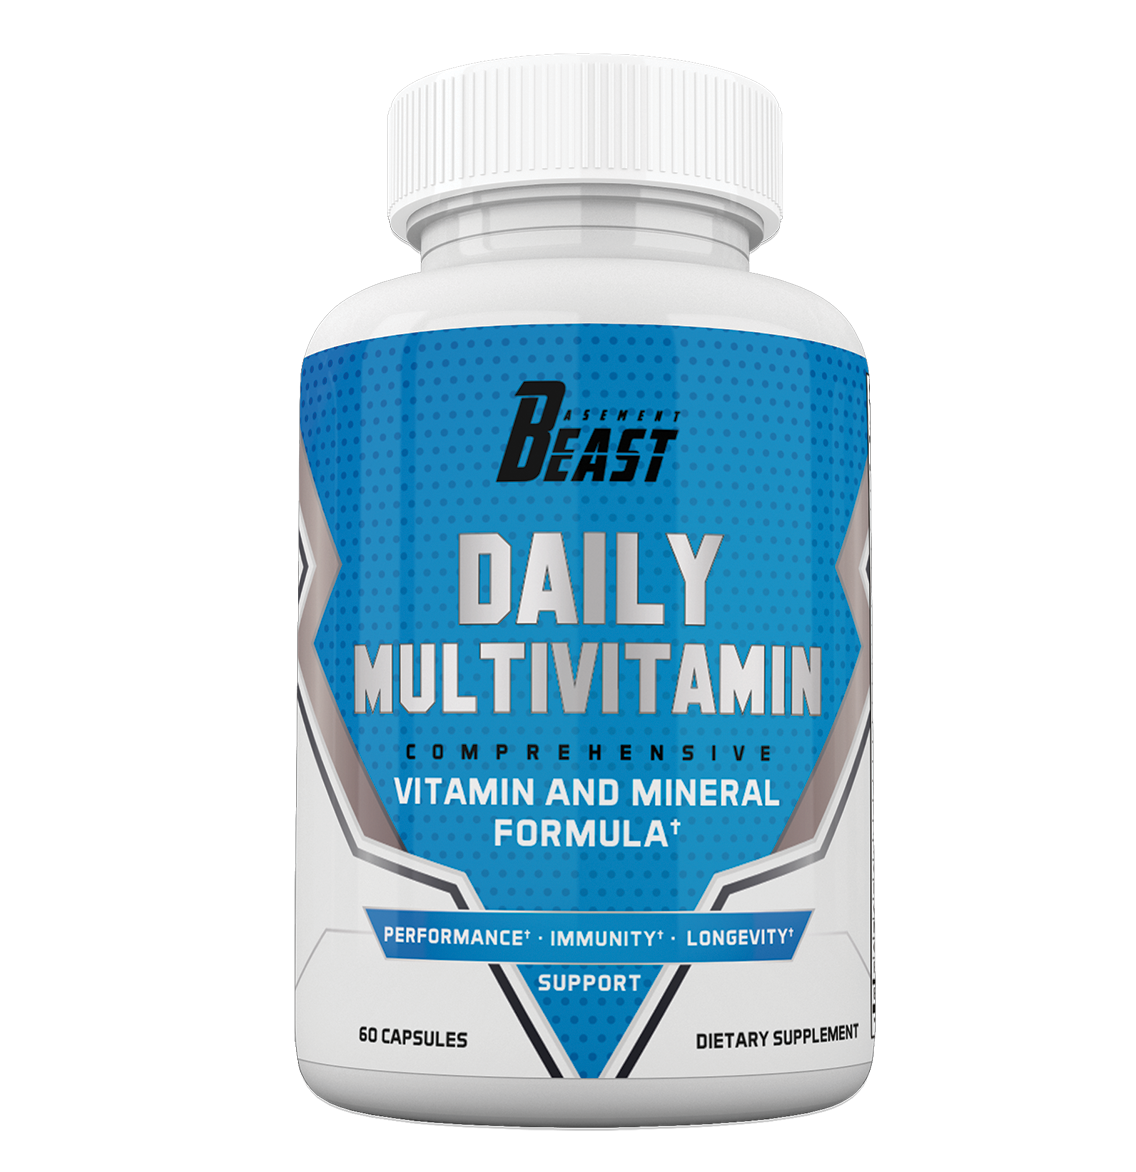 BASEMENT
BEAST
DAILY
MULTIVITAMIN
COMPREHENSIVE
VITAMIN AND MINERAL
FORMULA†
PERFORMANCE† · IMMUNITY† · LONGEVITY†
SUPPORT
60 CAPSULES
DIETARY SUPPLEMENT